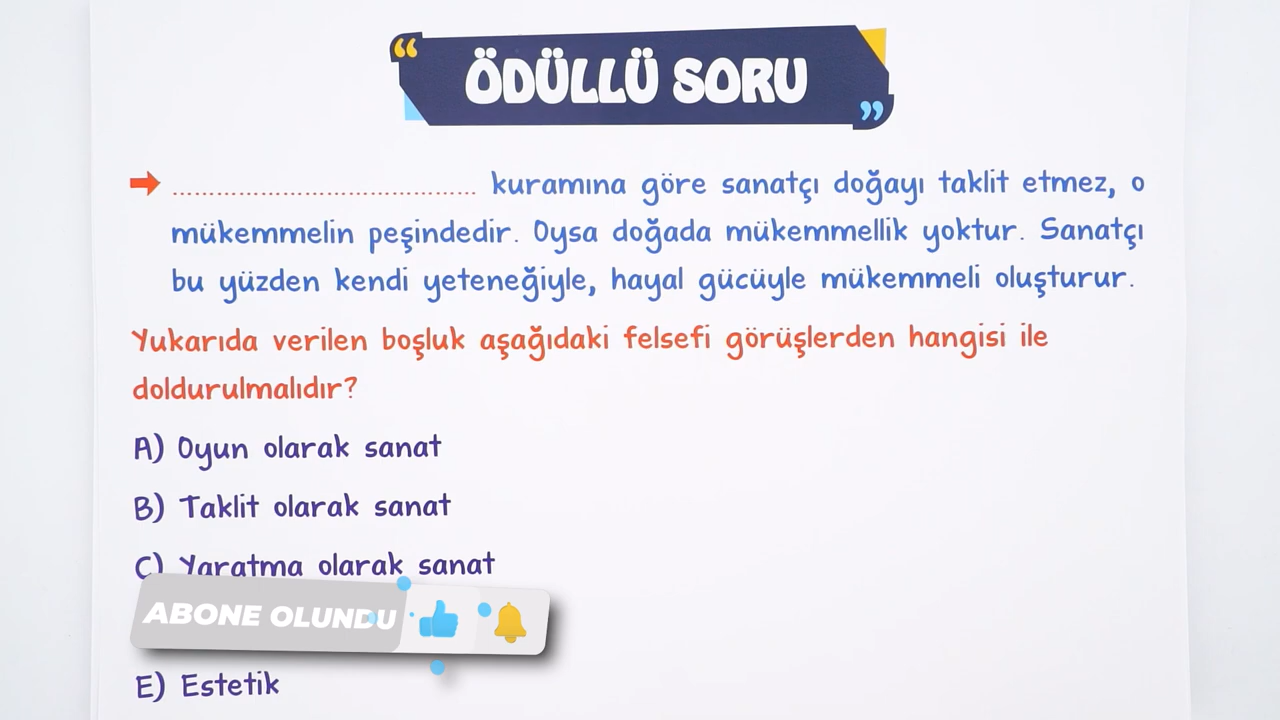 ÖDÜLLÜ SORU
................................ kuramına göre sanatçı doğayı taklit etmez, o
mükemmelin peşindedir. Oysa doğada mükemmellik yoktur. Sanatçı
bu yüzden kendi yeteneğiyle, hayal gücüyle mükemmeli oluşturur.
Yukarıda verilen boşluk aşağıdaki felsefi görüşlerden hangisi ile
doldurulmalıdır?
A) Oyun olarak sanat
B) Taklit olarak sanat
C) Yaratma olarak sanat
ABONE OLUNDU
E) Estetik